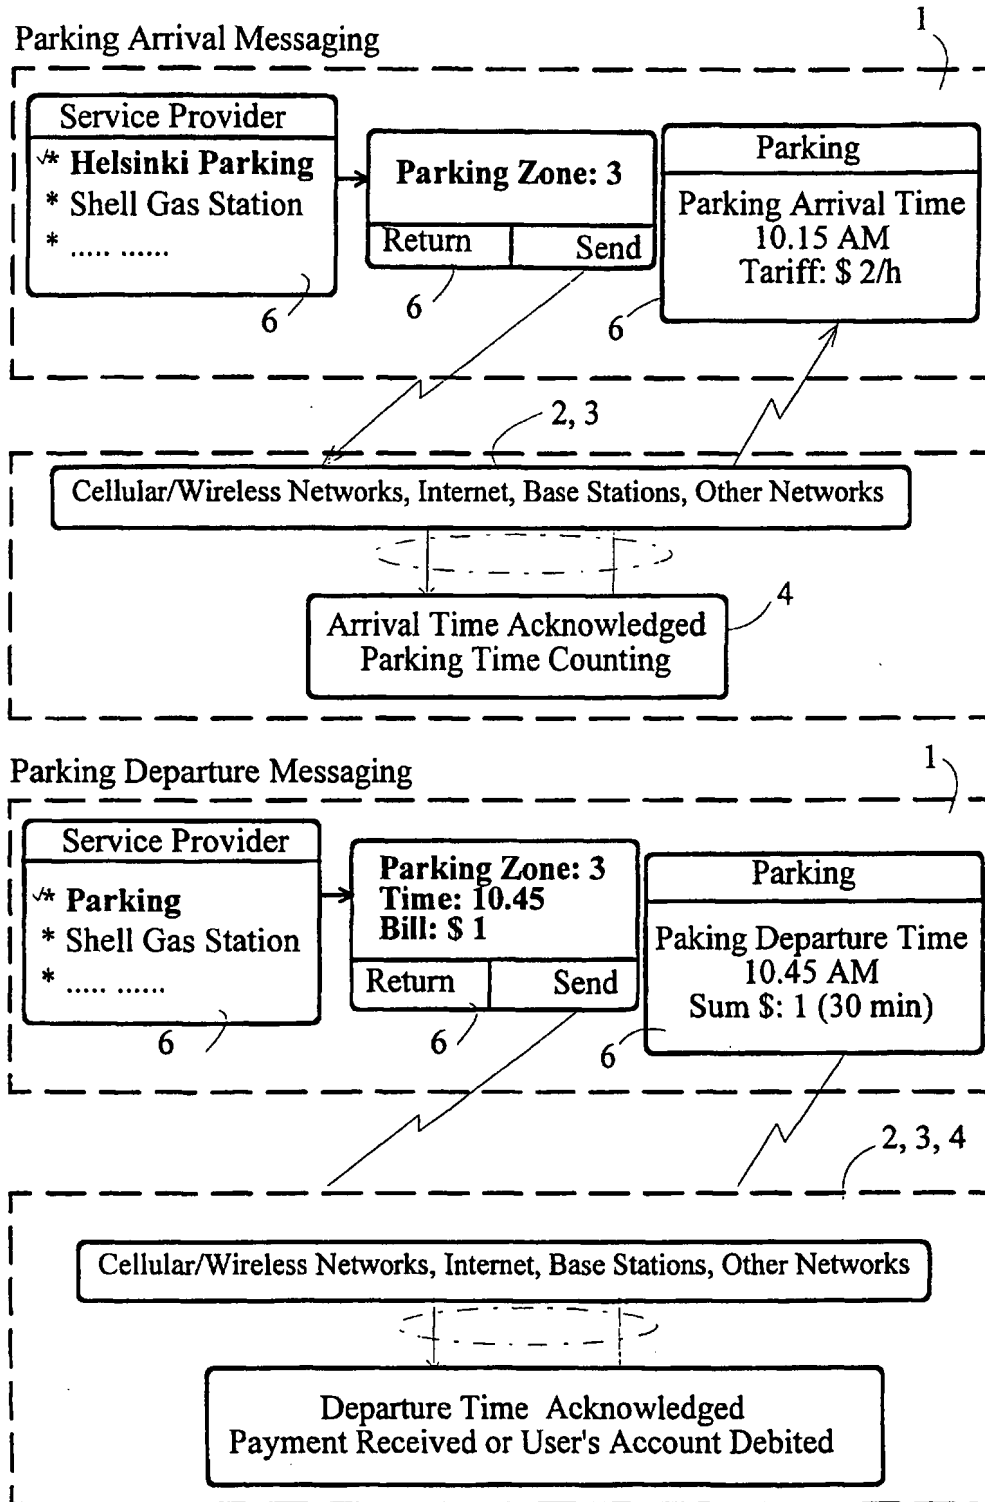 1
Parking Arrival Messaging
Service Provider
* Helsinki Parking
* Shell Gas Station
* ..... ......
6
Parking Zone: 3
Return
Send
6
Parking
Parking Arrival Time
10.15 AM
Tariff: $ 2/h
6
2, 3
Cellular/Wireless Networks, Internet, Base Stations, Other Networks
4
Arrival Time Acknowledged
Parking Time Counting
Parking Departure Messaging
1
Service Provider
* Parking
* Shell Gas Station
* ..... ......
6
Parking Zone: 3
Time: 10.45
Bill: $ 1
Return
Send
6
Parking
Paking Departure Time
10.45 AM
Sum $: 1 (30 min)
6
2, 3, 4
Cellular/Wireless Networks, Internet, Base Stations, Other Networks
Departure Time Acknowledged
Payment Received or User's Account Debited